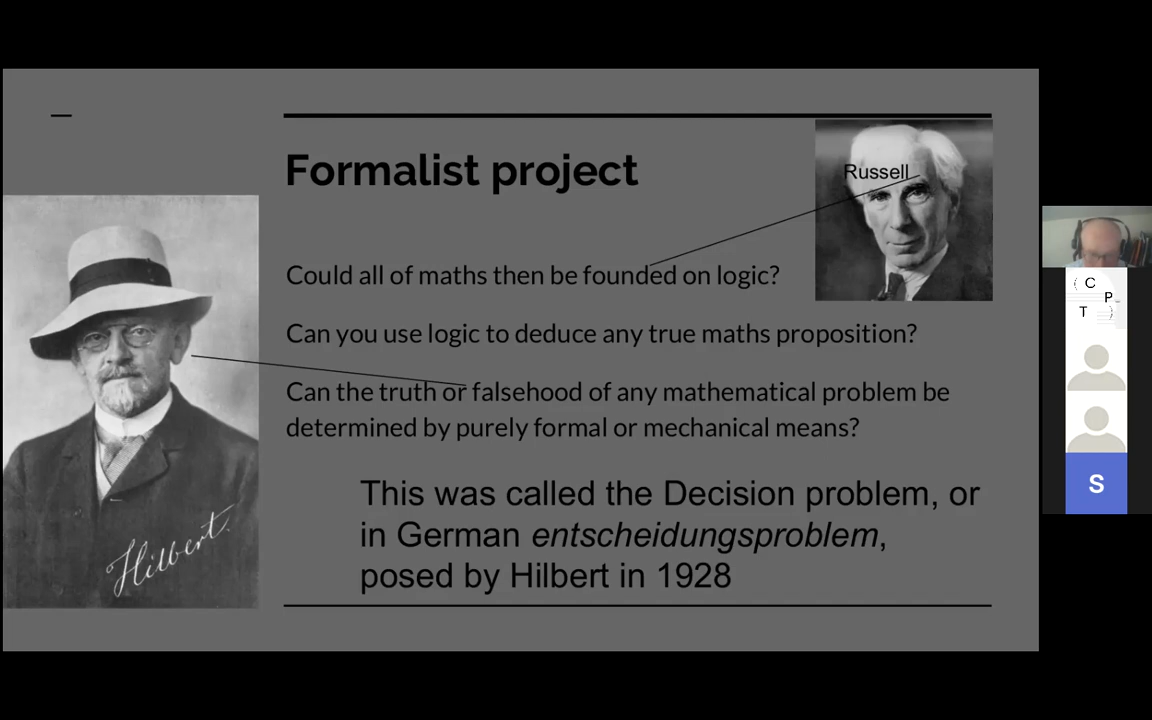 Formalist project
Russell
Could all of maths then be founded on logic?
Can you use logic to deduce any true maths proposition?
Can the truth or falsehood of any mathematical problem be
determined by purely formal or mechanical means?
This was called the Decision problem, or
in German entscheidungsproblem,
posed by Hilbert in 1928
Hilbert.
C
P
T
S